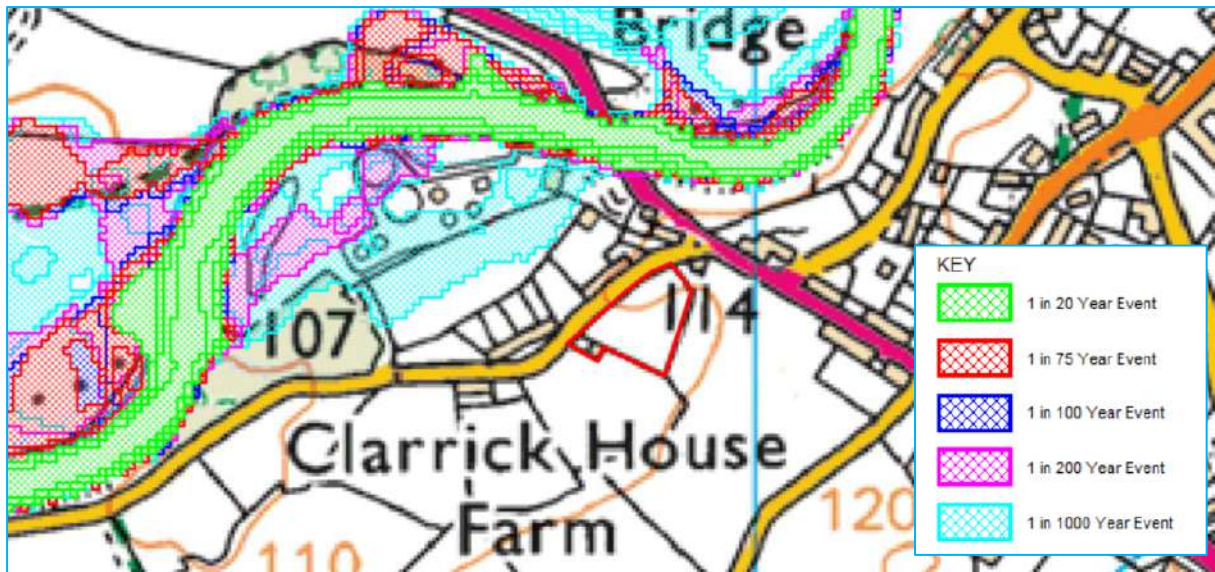 Bridge
107
114
Clarrick House
Farm
110
120
KEY
1 in 20 Year Event
1 in 75 Year Event
1 in 100 Year Event
1 in 200 Year Event
1 in 1000 Year Event